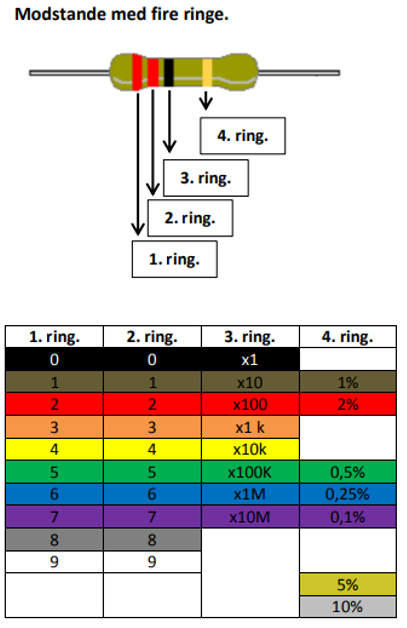 Modstande med fire ringe.
4. ring.
3. ring.
2. ring.
1. ring.
1. ring. 2. ring. 3. ring. 4. ring.
0 0 x1
1 1 x10 1%
2 2 x100 2%
3 3 x1 k
4 4 x10k
5 5 x100K 0,5%
6 6 x1M 0,25%
7 7 x10M 0,1%
8 8
9 9
5%
10%